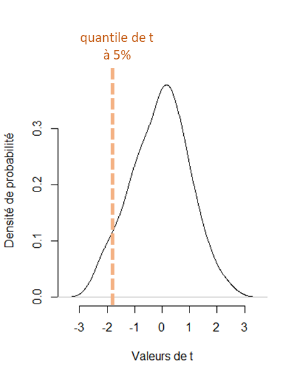 quantile de t
à 5%
Densité de probabilité
0.0
0.1
0.2
0.3
-3 -2 -1 0 1 2 3
Valeurs de t